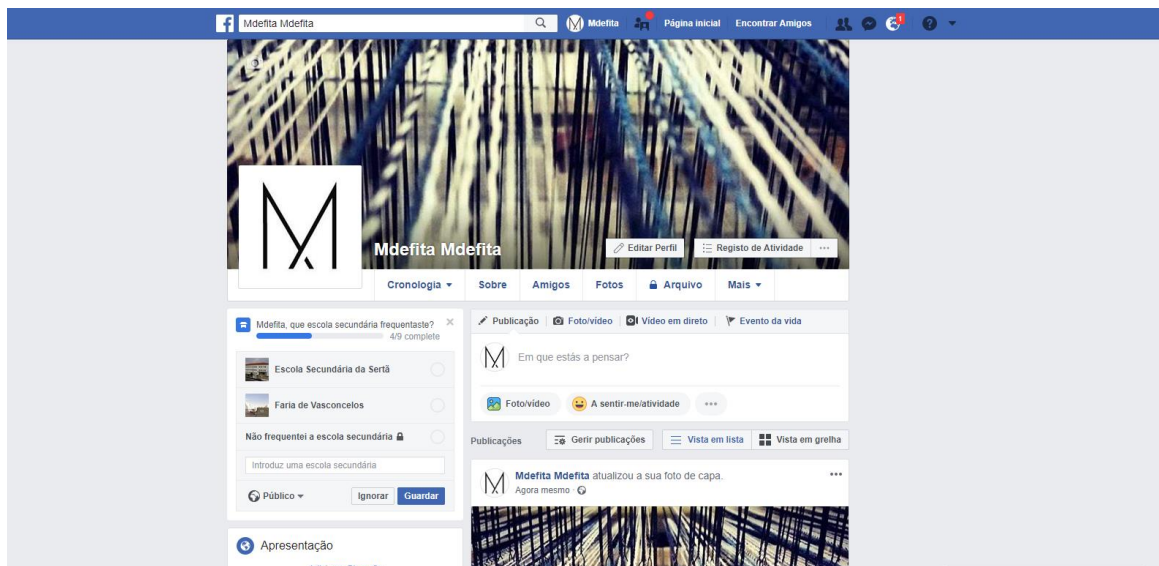 Mdefita Mdefita
Mdefita
Página inicial
Encontrar Amigos
1
Mdefita Mdefita
Editar Perfil
Registo de Atividade
Cronologia
Sobre
Amigos
Fotos
Arquivo
Mais
Mdefita, que escola secundária frequentaste?
4/9 complete
Escola Secundária da Sertã
Faria de Vasconcelos
Não frequentei a escola secundária
Introduz uma escola secundária
Público
Ignorar
Guardar
Apresentação
Publicação
Foto/vídeo
Vídeo em direto
Evento da vida
Em que estás a pensar?
Foto/vídeo
A sentir-me/atividade
Publicações
Gerir publicações
Vista em lista
Vista em grelha
Mdefita Mdefita atualizou a sua foto de capa.
Agora mesmo